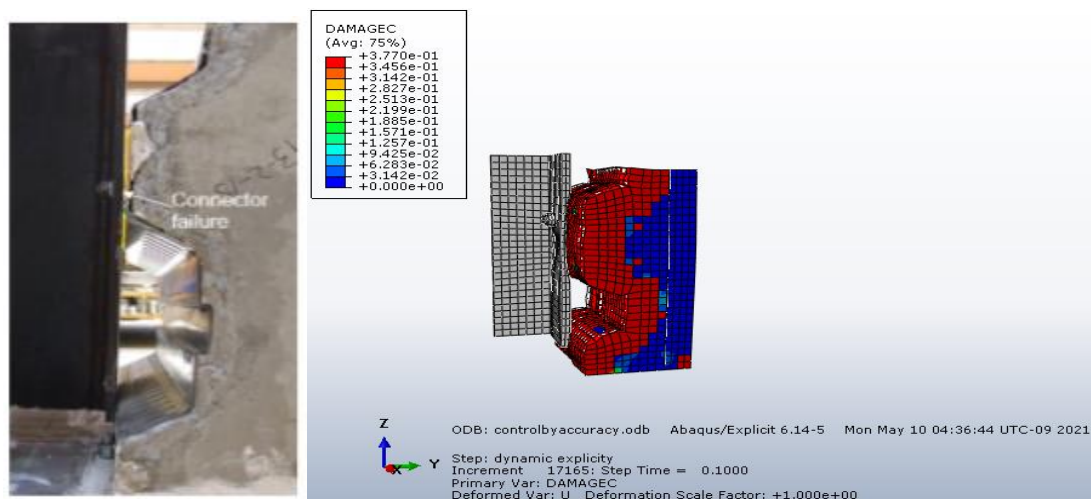 Connector
failure
DAMAGEC
(Avg: 75%)
+3.770e-01
+3.456e-01
+3.142e-01
+2.827e-01
+2.513e-01
+2.199e-01
+1.885e-01
+1.571e-01
+1.257e-01
+9.425e-02
+6.283e-02
+3.142e-02
+0.000e+00
Z
Y
X
ODB: controlbyaccuracy.odb Abaqus/Explicit 6.14-5 Mon May 10 04:36:44 UTC-09 2021
Step: dynamic explicity
Increment 17165: Step Time = 0.1000
Primary Var: DAMAGEC
Deformed Var: U Deformation Scale Factor: +1.000e+00